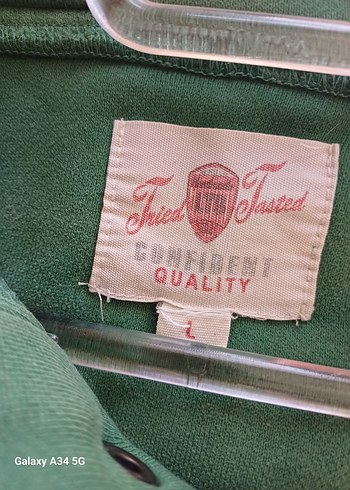 Tried Tasted
CONFIDENT
QUALITY
L
Galaxy A34 5G